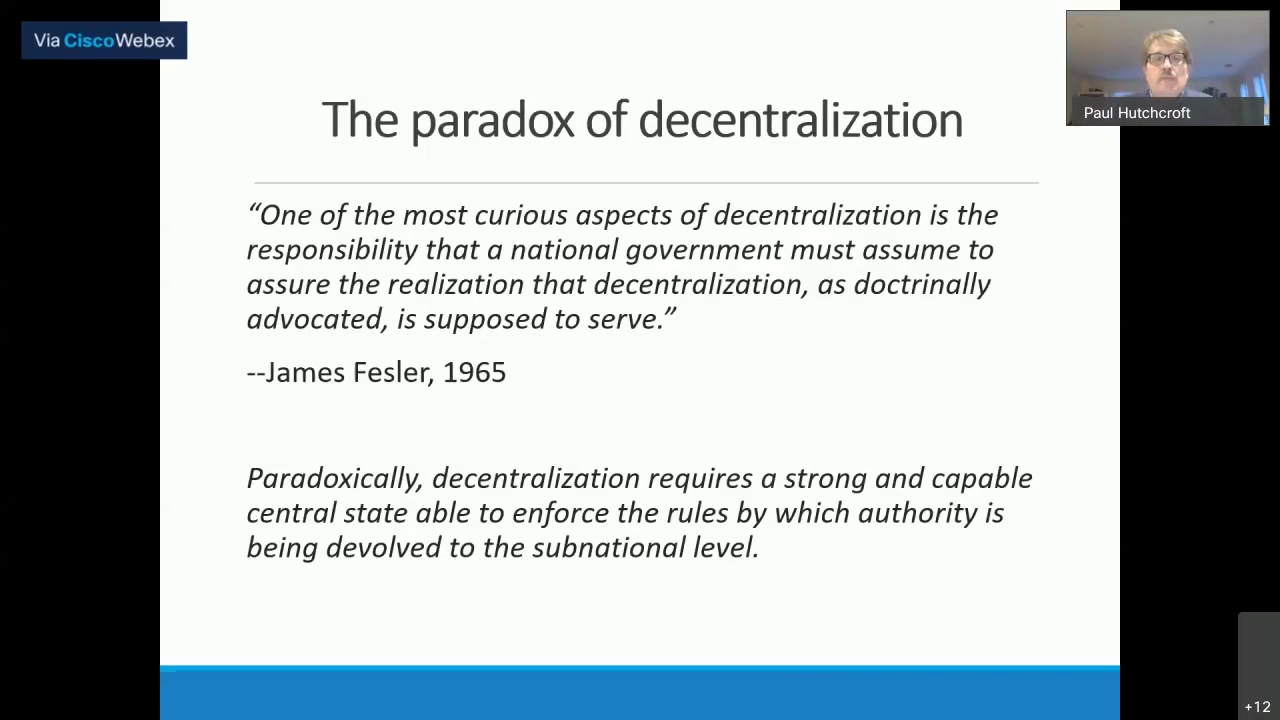 Via CiscoWebex
Paul Hutchcroft
The paradox of decentralization
“One of the most curious aspects of decentralization is the
responsibility that a national government must assume to
assure the realization that decentralization, as doctrinally
advocated, is supposed to serve.”
--James Fesler, 1965
Paradoxically, decentralization requires a strong and capable
central state able to enforce the rules by which authority is
being devolved to the subnational level.
+12